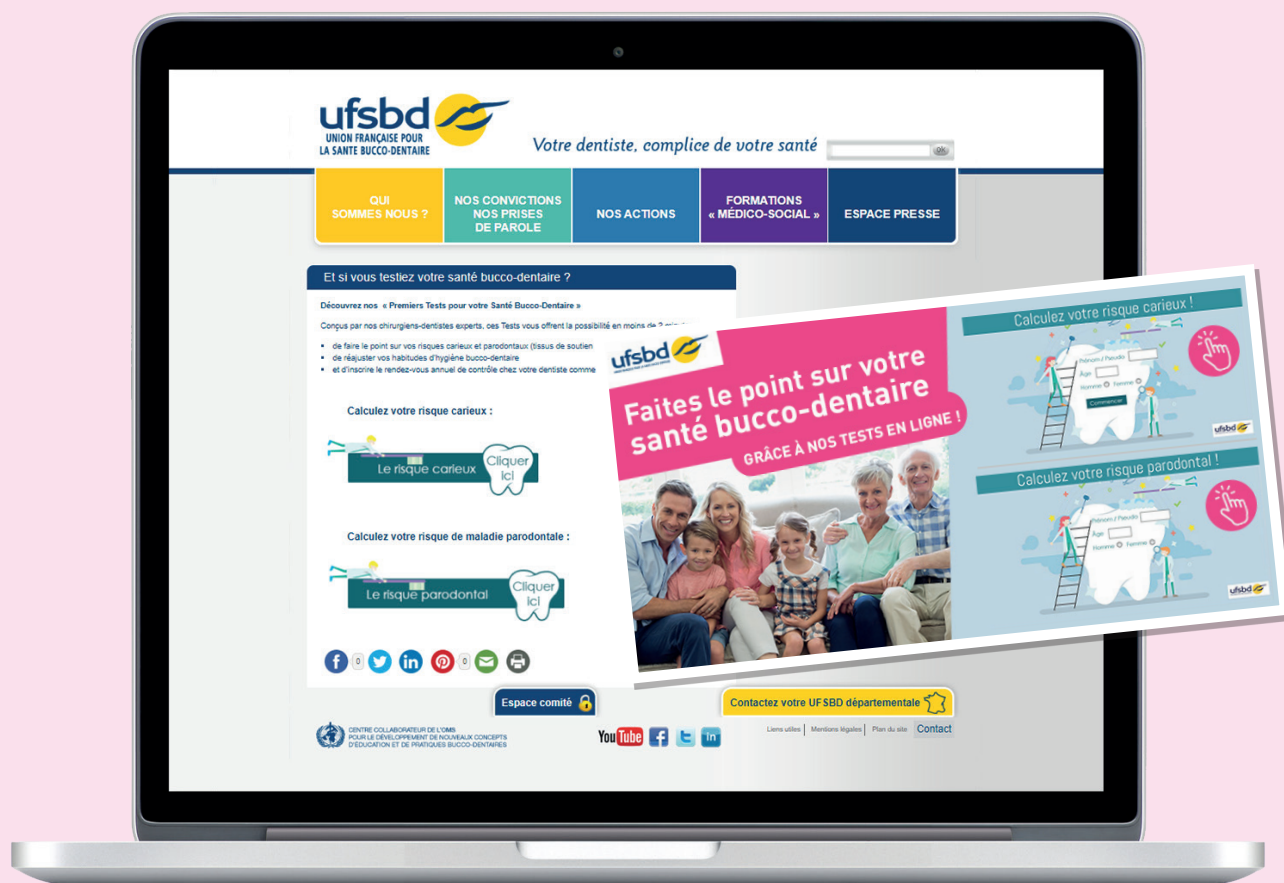 ufsbd
UNION FRANÇAISE POUR
LA SANTE BUCCO-DENTAIRE
Votre dentiste, complice de votre santé
ok
QUI
SOMMES NOUS ?
NOS CONVICTIONS
NOS PRISES
DE PAROLE
NOS ACTIONS
FORMATIONS
« MÉDICO-SOCIAL »
ESPACE PRESSE
Et si vous testiez votre santé bucco-dentaire ?
Découvrez nos « Premiers Tests pour votre Santé Bucco-Dentaire »
Conçus par nos chirurgiens-dentistes experts, ces Tests vous offrent la possibilité en moins de 2
de faire le point sur vos risques carieux et parodontaux (tissus de soutien
de réajuster vos habitudes d'hygiène bucco-dentaire
et d'inscrire le rendez-vous annuel de contrôle chez votre dentiste comme
Calculez votre risque carieux :
Le risque carieux
Cliquer
ici
Calculez votre risque de maladie parodontale :
Le risque parodontal
Cliquer
ici
0
0
ufsbd
Faites le point sur votre
santé bucco-dentaire
GRÂCE À NOS TESTS EN LIGNE !
Calculez votre risque carieux !
Prénom / Pseudo
Âge
Homme Femme
Commencer
ufsbd
Calculez votre risque parodontal !
Prénom / Pseudo
Âge
Homme Femme
ufsbd
Espace comité
Contactez votre UFSBD départementale
CENTRE COLLABORATEUR DE L'OMS
POUR LE DÉVELOPPEMENT DE NOUVEAUX CONCEPTS
D'ÉDUCATION ET DE PRATIQUES BUCCO-DENTAIRES
YouTube
Liens utiles | Mentions légales | Plan du site Contact